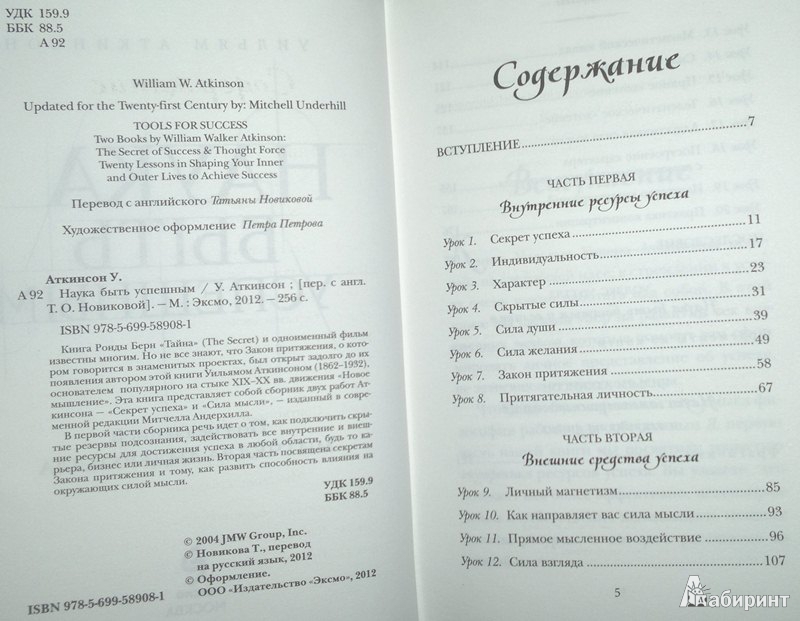 УДК 159.9
ББК 88.5
А 92
William W. Atkinson
Updated for the Twenty-first Century by: Mitchell Underhill
TOOLS FOR SUCCESS
Two Books by William Walker Atkinson:
The Secret of Success & Thought Force
Twenty Lessons in Shaping Your Inner
and Outer Lives to Achieve Success
Перевод с английского Татьяны Новиковой
Художественное оформление Петра Петрова
Аткинсон У.
А 92 Наука быть успешным / У. Аткинсон ; [пер. с англ.
Т. О. Новиковой]. — М. : Эксмо, 2012. — 256 с.
ISBN 978-5-699-58908-1
Книга Ронды Берн «Тайна» (The Secret) и одноименный фильм
известны многим. Но не все знают, что Закон притяжения, о кото-
ром говорится в знаменитых проектах, был открыт задолго до их
появления автором этой книги Уильямом Аткинсоном (1862–1932),
основателем популярного на стыке XIX–XX вв. движения «Новое
мышление». Эта книга представляет собой сборник двух работ Ат-
кинсона — «Секрет успеха» и «Сила мысли», — изданный в совре-
менной редакции Митчелла Андерхилла.
В первой части сборника речь идет о том, как подключить скры-
тые резервы подсознания, задействовать все внутренние и внеш-
ние ресурсы для достижения успеха в любой области, будь то ка-
рьера, бизнес или личная жизнь. Вторая часть посвящена секретам
Закона притяжения и тому, как развить способность влияния на
окружающих силой мысли.
УДК 159.9
ББК 88.5
© 2004 JMW Group, Inc.
© Новикова Т., перевод
на русский язык, 2012
© Оформление.
ООО «Издательство «Эксмо», 2012
ISBN 978-5-699-58908-1
Содержание
ВСТУПЛЕНИЕ 7
ЧАСТЬ ПЕРВАЯ
Внутренние ресурсы успеха
Урок 1. Секрет успеха 11
Урок 2. Индивидуальность 17
Урок 3. Характер 23
Урок 4. Скрытые силы 31
Урок 5. Сила души 39
Урок 6. Сила желания 49
Урок 7. Закон притяжения 58
Урок 8. Притягательная личность 67
ЧАСТЬ ВТОРАЯ
Внешние средства успеха
Урок 9. Личный магнетизм 85
Урок 10. Как направляет вас сила мысли 93
Урок 11. Прямое мысленное воздействие 96
Урок 12. Сила взгляда 107
5
Лабиринт